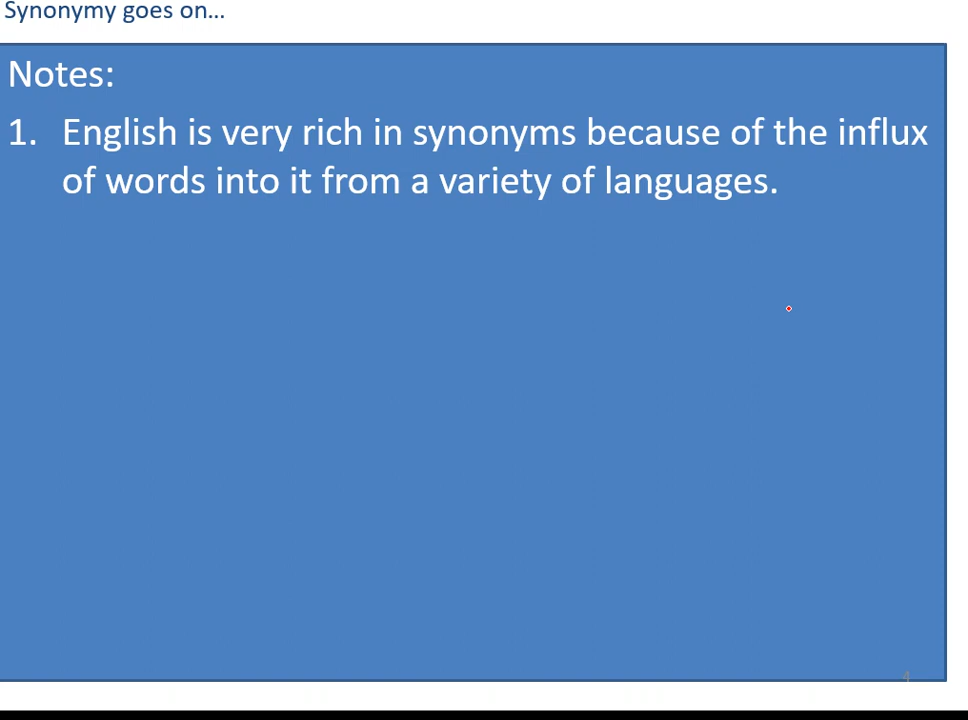 Synonymy goes on...
Notes:
1. English is very rich in synonyms because of the influx
of words into it from a variety of languages.
4